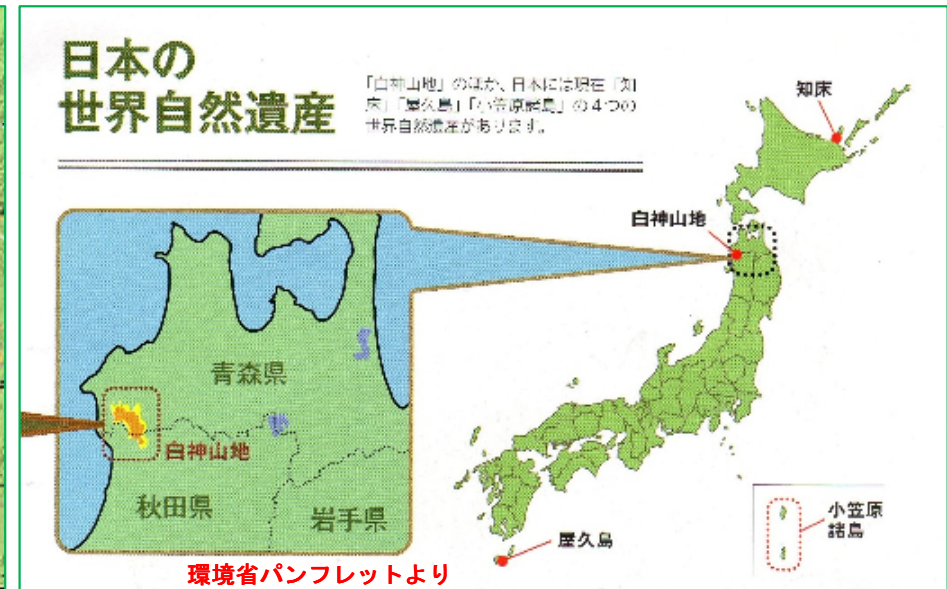 日本の
世界自然遺産
「白神山地」のほか、日本には現在「知
床」「屋久島」「小笠原諸島」の4つの
世界自然遺産があります。
知床
白神山地
青森県
白神山地
秋田県
岩手県
屋久島
小笠原
諸島
環境省パンフレットより